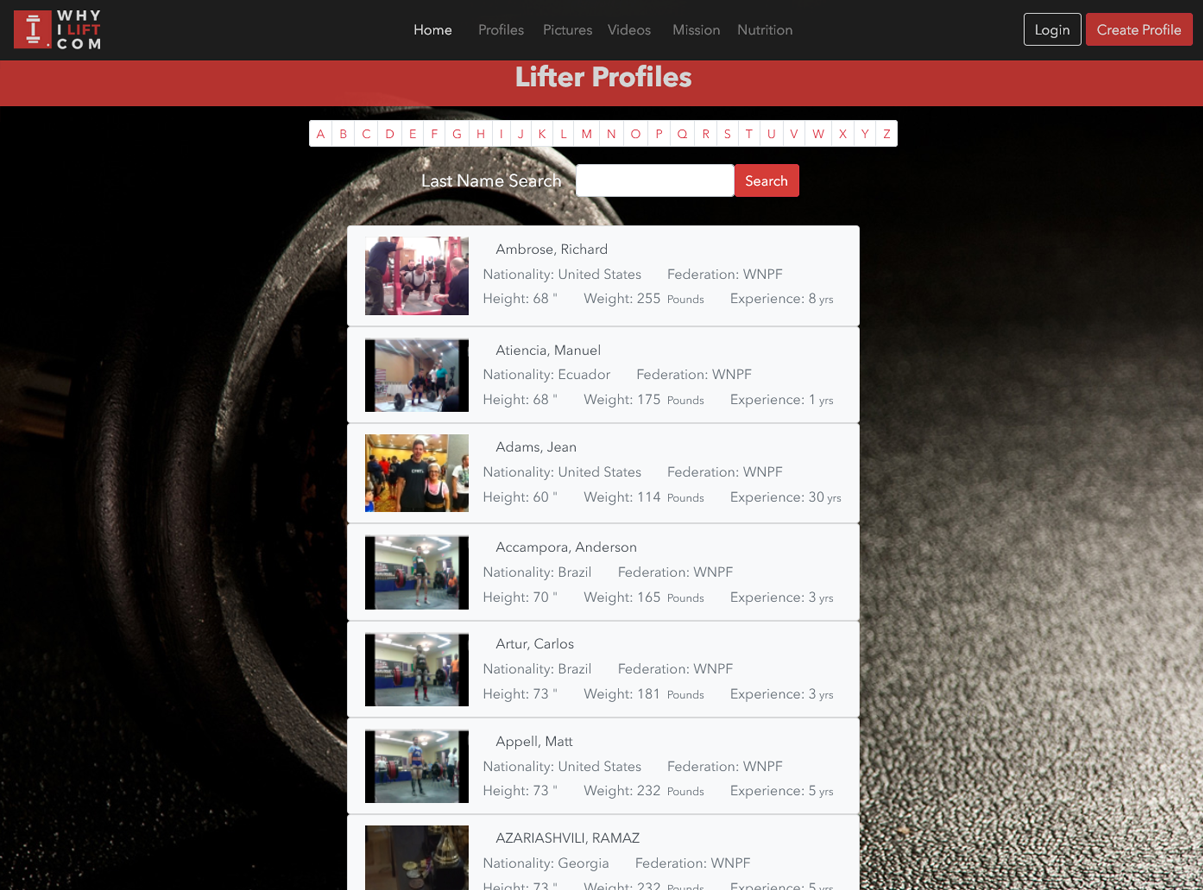 WHY
I LIFT
.COM
Home Profiles Pictures Videos Mission Nutrition
Login Create Profile
Lifter Profiles
A B C D E F G H I J K L M N O P Q R S T U V W X Y Z
Last Name Search Search
Ambrose, Richard
Nationality: United States Federation: WNPF
Height: 68 " Weight: 255 Pounds Experience: 8 yrs
Atiencia, Manuel
Nationality: Ecuador Federation: WNPF
Height: 68 " Weight: 175 Pounds Experience: 1 yrs
Adams, Jean
Nationality: United States Federation: WNPF
Height: 60 " Weight: 114 Pounds Experience: 30 yrs
Accampora, Anderson
Nationality: Brazil Federation: WNPF
Height: 70 " Weight: 165 Pounds Experience: 3 yrs
Artur, Carlos
Nationality: Brazil Federation: WNPF
Height: 73 " Weight: 181 Pounds Experience: 3 yrs
Appell, Matt
Nationality: United States Federation: WNPF
Height: 73 " Weight: 232 Pounds Experience: 5 yrs
AZARIASHVILI, RAMAZ
Nationality: Georgia Federation: WNPF
Height: 73 " Weight: 232 Pounds Experience: 5 yrs